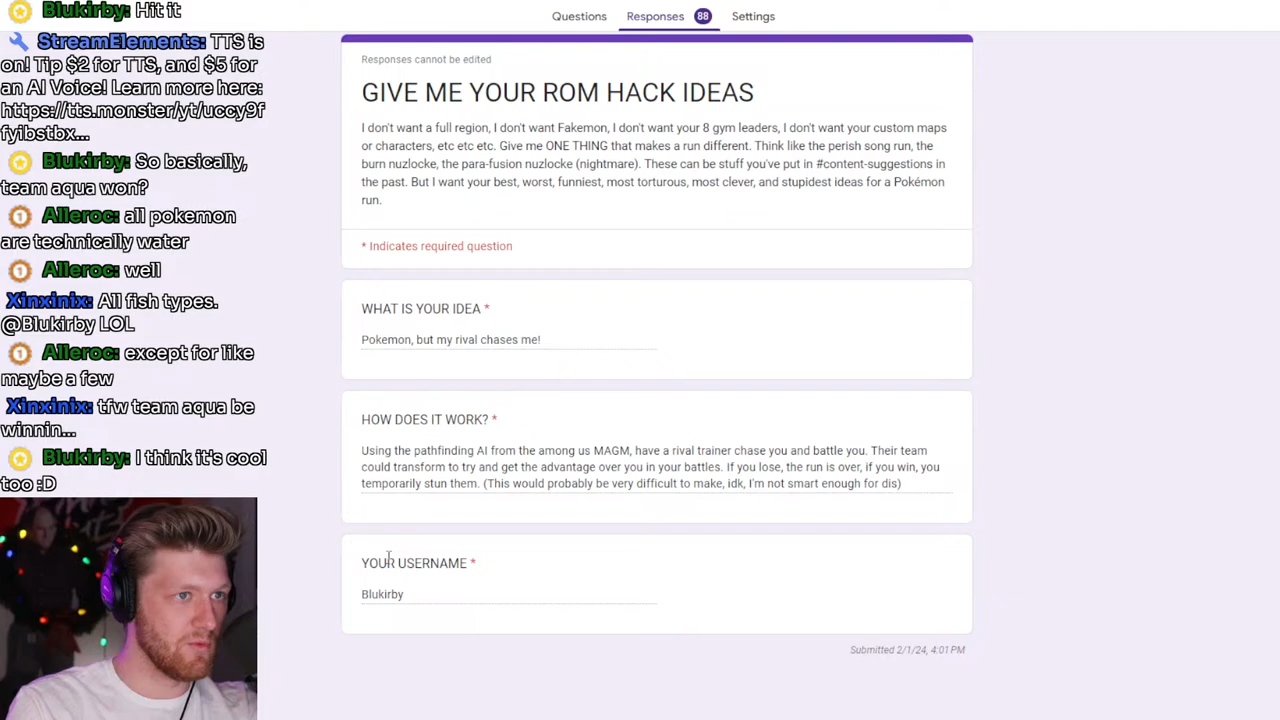 Blukirby: Hit it
StreamElements: TTS is
on! Tip $2 for TTS, and $5 for
an AI Voice! Learn more here:
https://tts.monster/yt/uccy9f
fyibstbx...
Blukirby: So basically,
team aqua won?
Alleroc: all pokemon
are technically water
Alleroc: well
Xinxinix: All fish types.
@Blukirby LOL
Alleroc: except for like
maybe a few
Xinxinix: tfw team aqua be
winnin...
Blukirby: I think it's cool
too :D
Questions Responses 88 Settings
Responses cannot be edited
GIVE ME YOUR ROM HACK IDEAS
I don't want a full region, I don't want Fakemon, I don't want your 8 gym leaders, I don't want your custom maps
or characters, etc etc etc. Give me ONE THING that makes a run different. Think like the perish song run, the
burn nuzlocke, the para-fusion nuzlocke (nightmare). These can be stuff you've put in #content-suggestions in
the past. But I want your best, worst, funniest, most torturous, most clever, and stupidest ideas for a Pokémon
run.
* Indicates required question
WHAT IS YOUR IDEA *
Pokemon, but my rival chases me!
HOW DOES IT WORK? *
Using the pathfinding AI from the among us MAGM, have a rival trainer chase you and battle you. Their team
could transform to try and get the advantage over you in your battles. If you lose, the run is over, if you win, you
temporarily stun them. (This would probably be very difficult to make, idk, I'm not smart enough for dis)
YOUR USERNAME *
Blukirby
Submitted 2/1/24, 4:01 PM